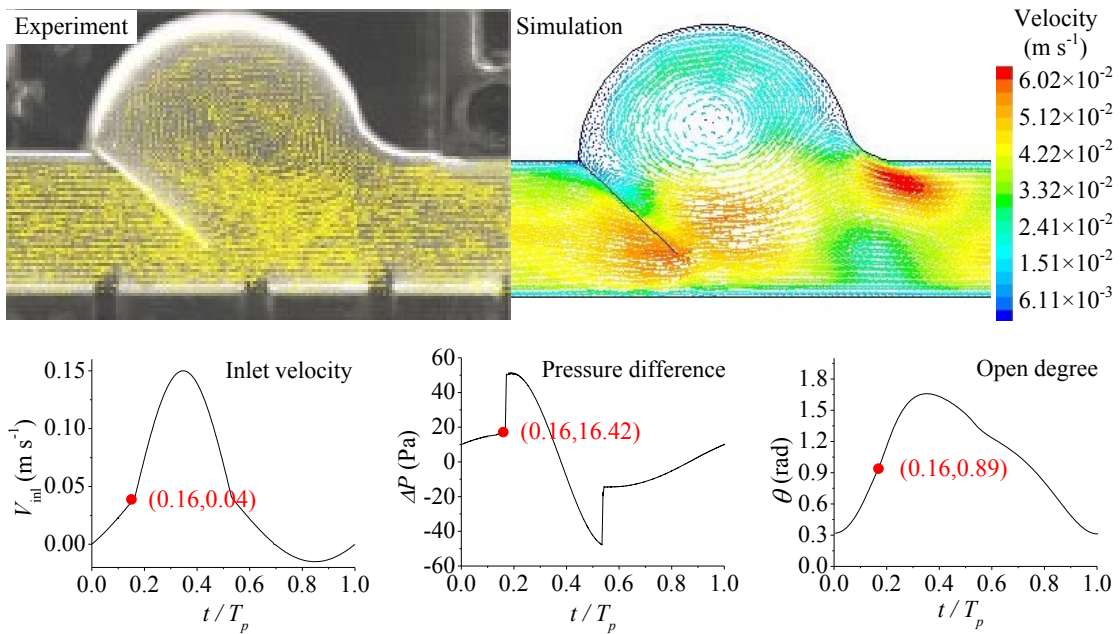 Experiment
Simulation
Velocity
(m s⁻¹)
6.02×10⁻²
5.12×10⁻²
4.22×10⁻²
3.32×10⁻²
2.41×10⁻²
1.51×10⁻²
6.11×10⁻³
Inlet velocity
0.15
0.10
0.05
0.00
V_inl (m s⁻¹)
(0.16,0.04)
0.0 0.2 0.4 0.6 0.8 1.0
t / T_p
Pressure difference
60
40
20
0
-20
-40
-60
ΔP (Pa)
(0.16,16.42)
0.0 0.2 0.4 0.6 0.8 1.0
t / T_p
Open degree
1.8
1.5
1.2
0.9
0.6
0.3
0.0
θ (rad)
(0.16,0.89)
0.0 0.2 0.4 0.6 0.8 1.0
t / T_p